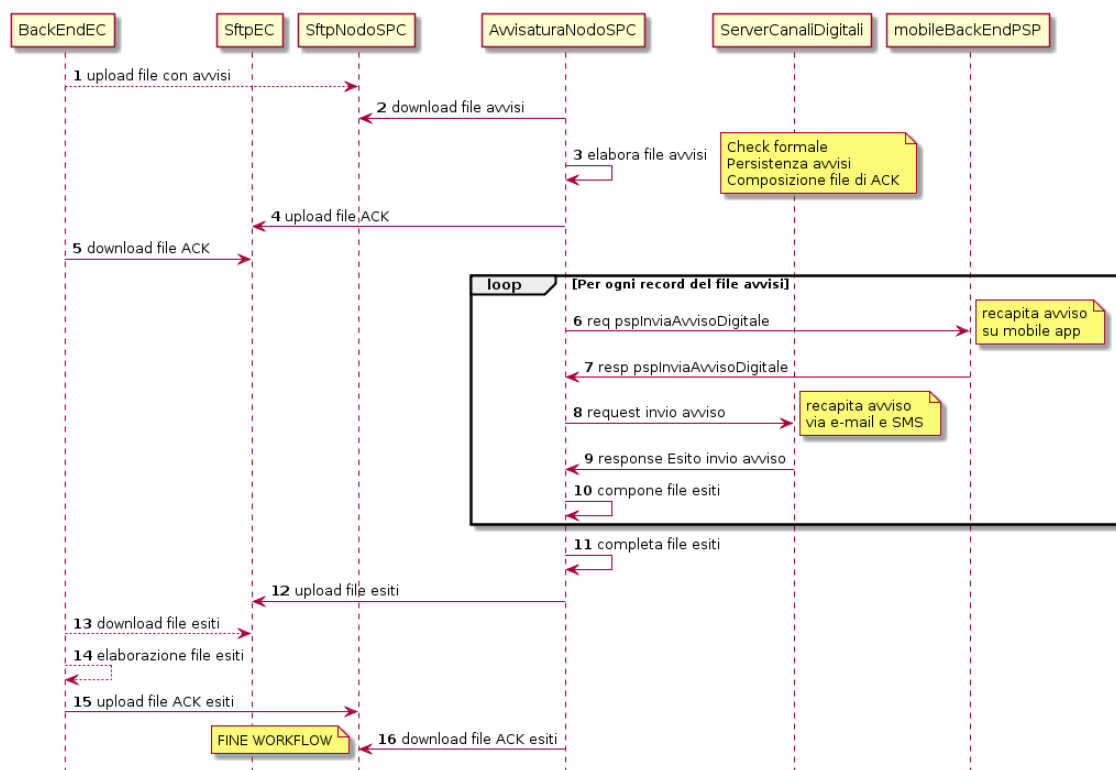 BackEndEC
SftpEC
SftpNodoSPC
AvvisaturaNodoSPC
ServerCanaliDigitali
mobileBackEndPSP
1 upload file con avvisi
2 download file avvisi
3 elabora file avvisi
Check formale
Persistenza avvisi
Composizione file di ACK
4 upload file ACK
5 download file ACK
loop
[Per ogni record del file avvisi]
6 req pspInviaAvvisoDigitale
recapita avviso
su mobile app
7 resp pspInviaAvvisoDigitale
8 request invio avviso
recapita avviso
via e-mail e SMS
9 response Esito invio avviso
10 compone file esiti
11 completa file esiti
12 upload file esiti
13 download file esiti
14 elaborazione file esiti
15 upload file ACK esiti
FINE WORKFLOW
16 download file ACK esiti